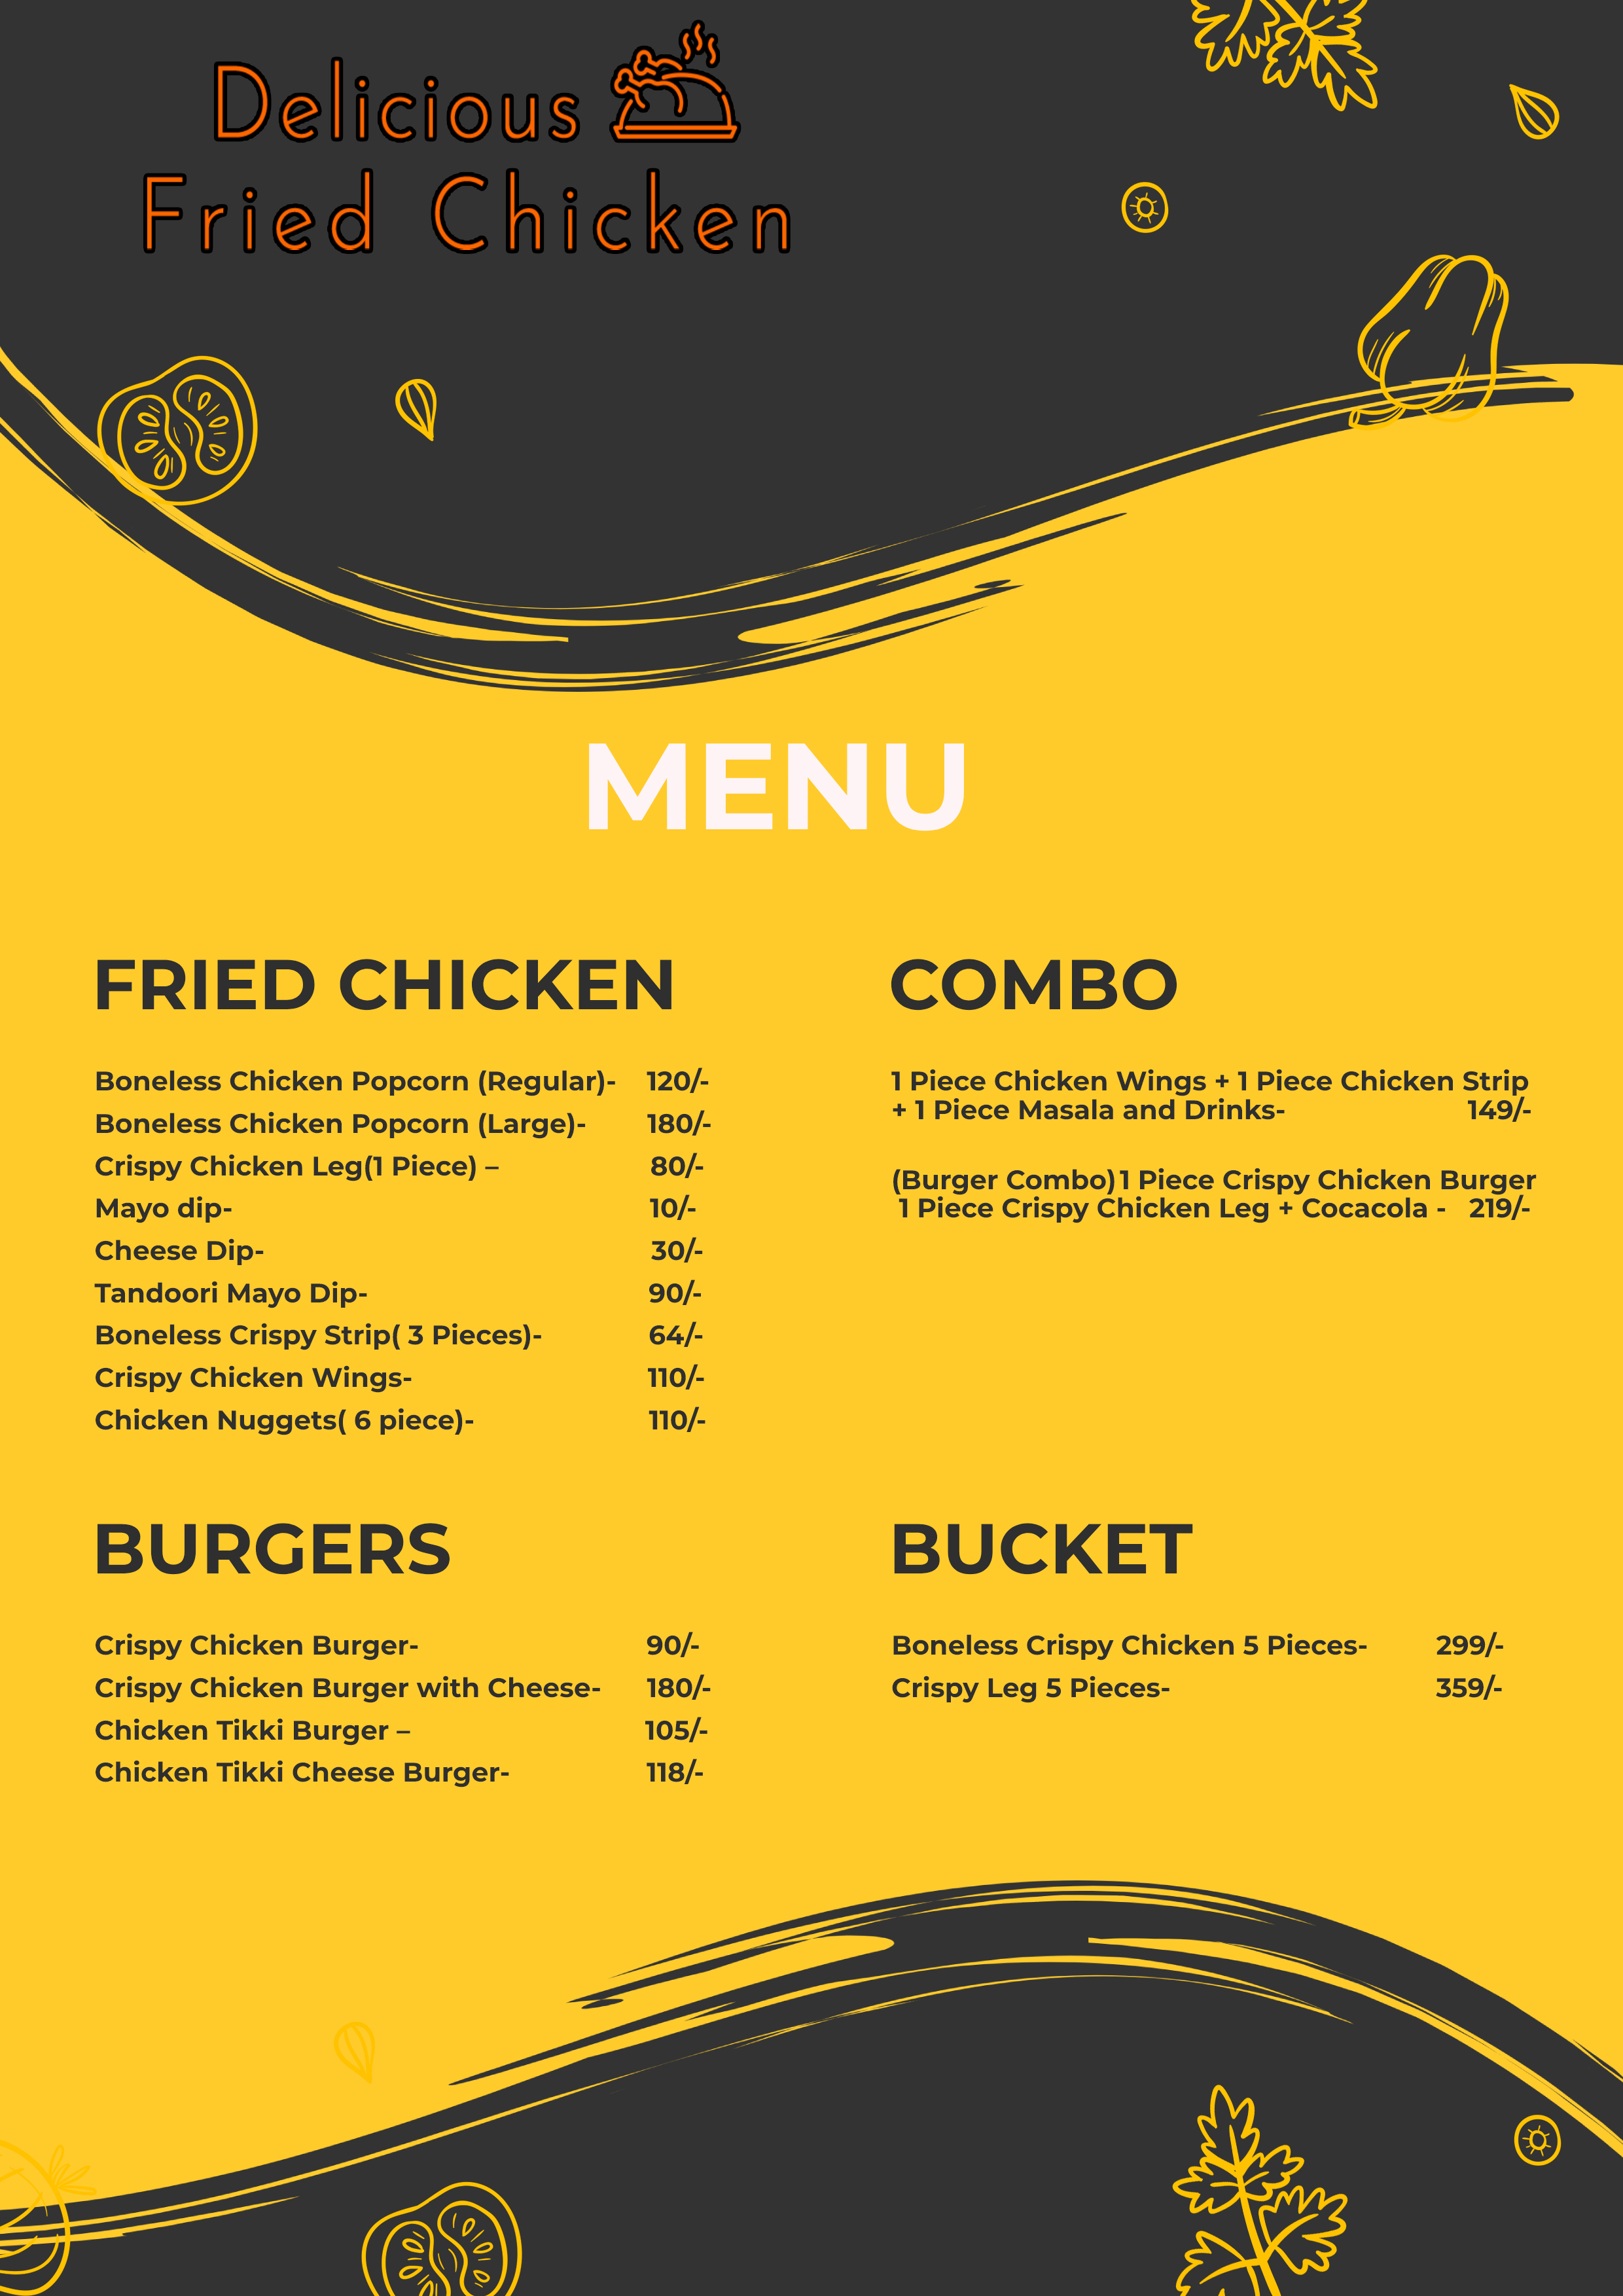 Delicious
Fried Chicken
MENU
FRIED CHICKEN
Boneless Chicken Popcorn (Regular)- 120/-
Boneless Chicken Popcorn (Large)- 180/-
Crispy Chicken Leg(1 Piece) – 80/-
Mayo dip- 10/-
Cheese Dip- 30/-
Tandoori Mayo Dip- 90/-
Boneless Crispy Strip( 3 Pieces)- 64/-
Crispy Chicken Wings- 110/-
Chicken Nuggets( 6 piece)- 110/-
COMBO
1 Piece Chicken Wings + 1 Piece Chicken Strip
+ 1 Piece Masala and Drinks- 149/-
(Burger Combo)1 Piece Crispy Chicken Burger
1 Piece Crispy Chicken Leg + Cocacola - 219/-
BURGERS
Crispy Chicken Burger- 90/-
Crispy Chicken Burger with Cheese- 180/-
Chicken Tikki Burger – 105/-
Chicken Tikki Cheese Burger- 118/-
BUCKET
Boneless Crispy Chicken 5 Pieces- 299/-
Crispy Leg 5 Pieces- 359/-